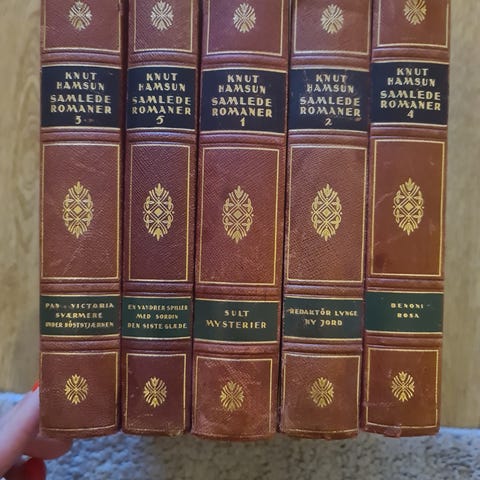 KNUT
HAMSUN
SAMLEDE
ROMANER
3
PAN - VICTORIA
SVÆRMERE
UNDER HÖSTSTJÆRNEN
KNUT
HAMSUN
SAMLEDE
ROMANER
5
EN VANDRER SPILLER
MED SORDIN
DEN SISTE GLÆDE
KNUT
HAMSUN
SAMLEDE
ROMANER
1
SULT
MYSTERIER
KNUT
HAMSUN
SAMLEDE
ROMANER
2
REDAKTÖR LYNGE
NY JORD
KNUT
HAMSUN
SAMLEDE
ROMANER
4
BENONI
ROSA